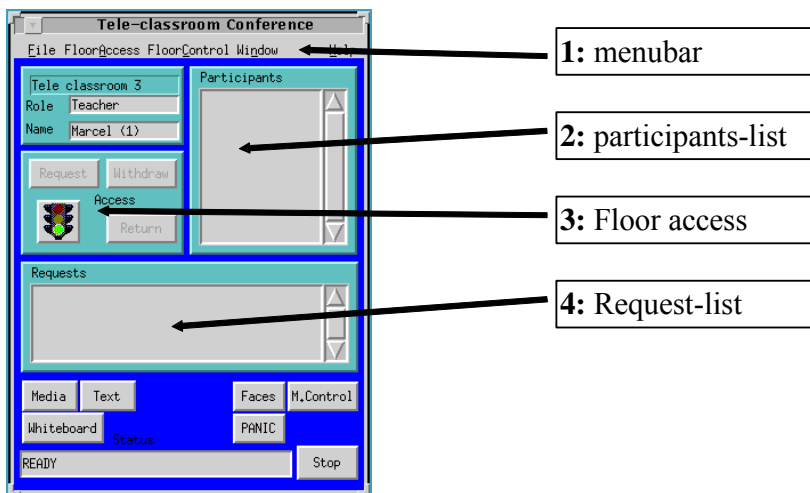 Tele-classroom Conference
File FloorAccess FloorControl Window Help
Tele classroom 3
Role Teacher
Name Marcel (1)
Participants
Request Withdraw
Access
Return
Requests
Media Text Faces M.Control
Whiteboard PANIC
Status
READY Stop
1: menubar
2: participants-list
3: Floor access
4: Request-list